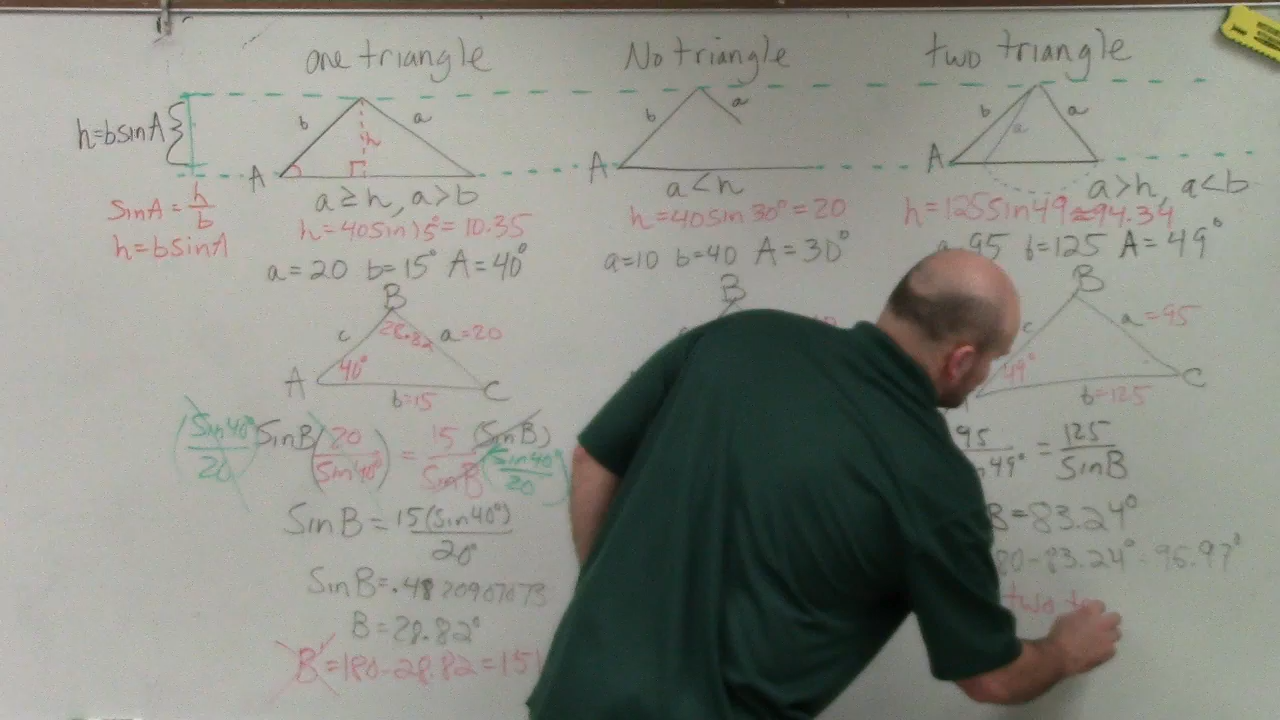 one triangle
h=bsinA
b
a
h
A
a≥h, a>b
sinA = h/b
h=bsinA
h=40sin15°=10.35
a=20 b=15° A=40°
B
28.82
c
a=20
40°
A
b=15
C
(Sin40°/20) SinB (20/Sin40°) = 15/SinB (SinB) (Sin40/20)
SinB = 15(Sin40°)/20°
SinB=.4820907073
B=28.82°
B'=180-28.82=151
No triangle
b
a
A
a<h
h=40sin30°=20
a=10 b=40 A=30°
B
two triangle
b
a
a
A
a>h, a<b
h=125Sin49≈94.34
95 b=125 A=49°
B
c
a=95
49°
b=125
C
95/n49° = 125/SinB
B=83.24°
80-83.24° 96.97°
two